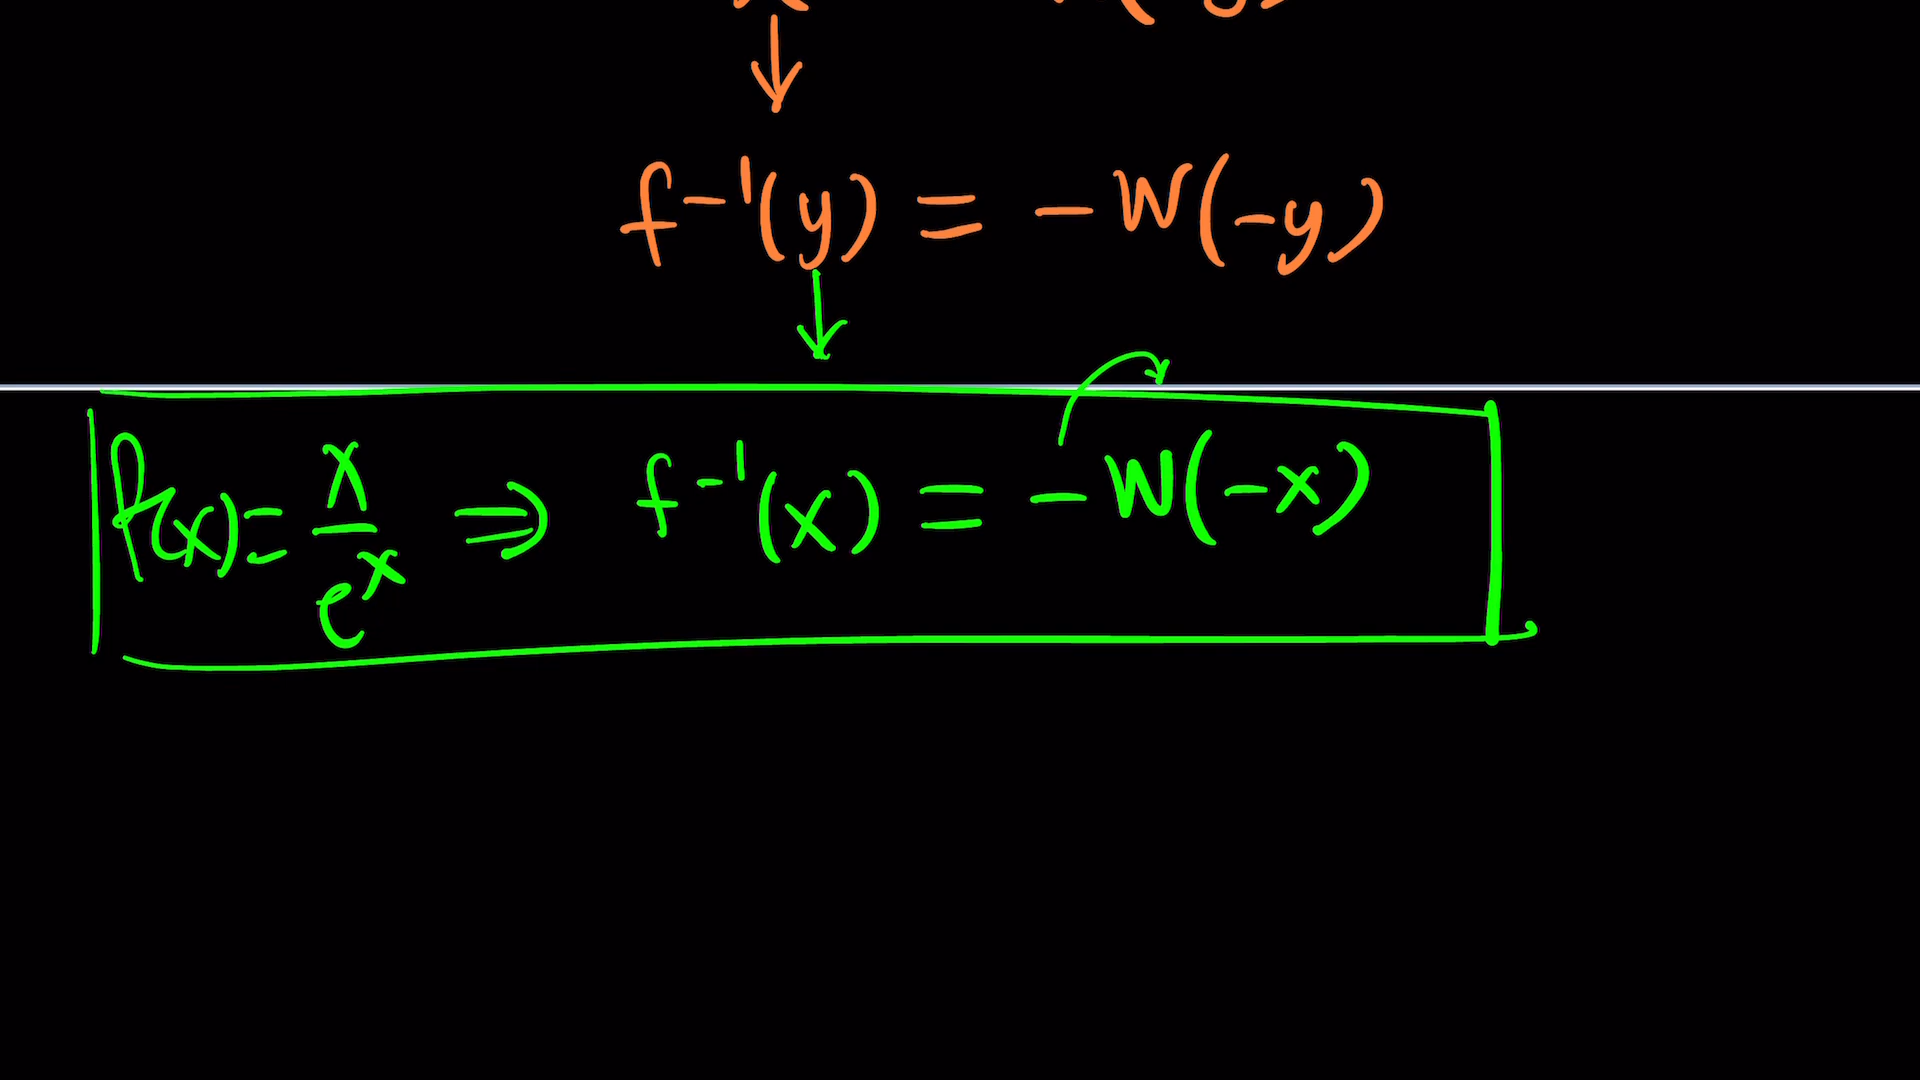 f⁻¹(y) = -W(-y)
f(x) = x/eˣ ⇒ f⁻¹(x) = -W(-x)